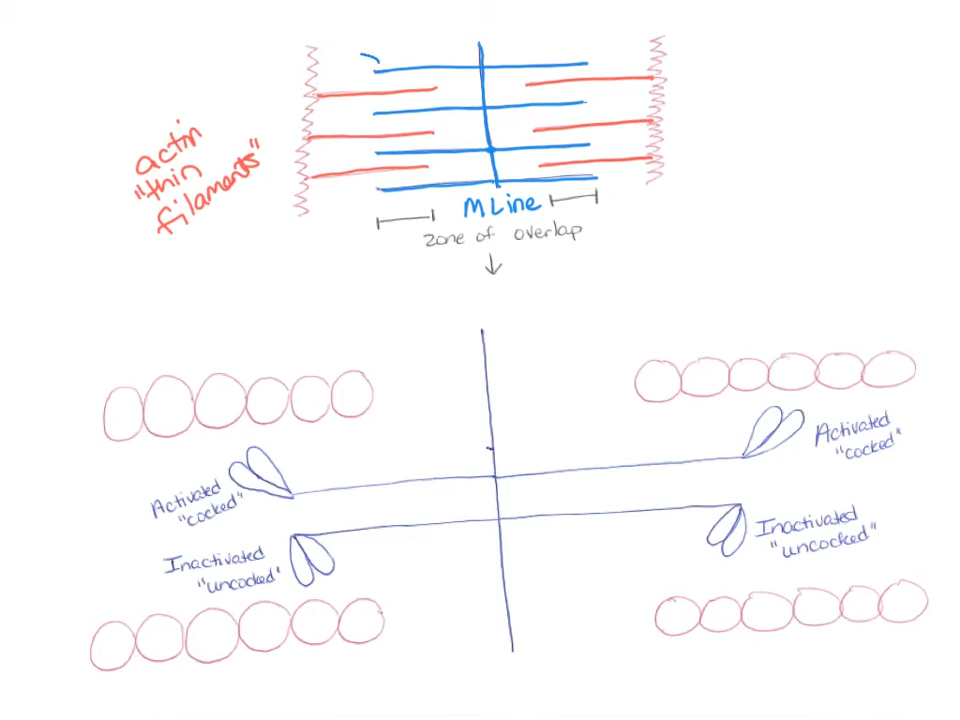 actin
"thin
filaments"
M Line
zone of overlap
Activated
"cocked"
Activated
"cocked"
Inactivated
"uncocked"
Inactivated
"uncocked"